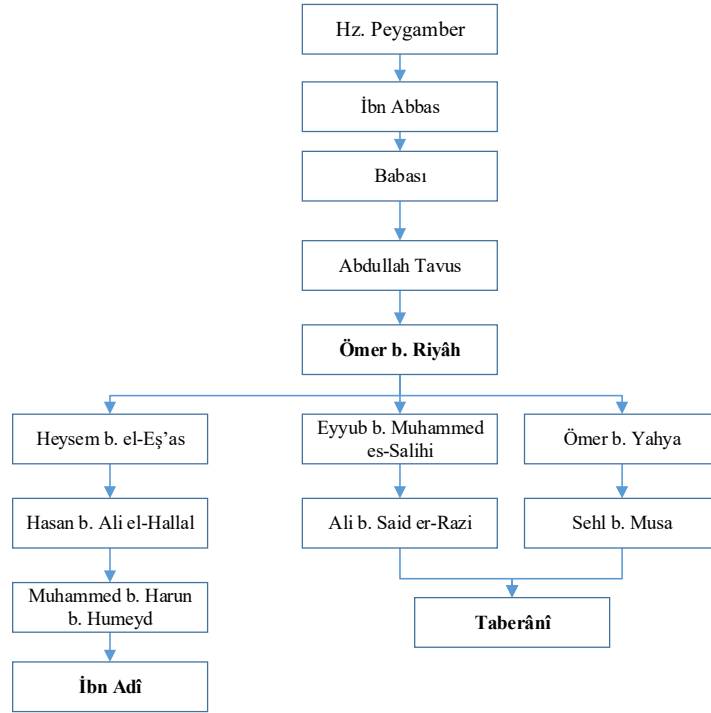 Hz. Peygamber
İbn Abbas
Babası
Abdullah Tavus
Ömer b. Riyâh
Heysem b. el-Eş’as
Eyyub b. Muhammed
es-Salihi
Ömer b. Yahya
Hasan b. Ali el-Hallal
Ali b. Said er-Razi
Sehl b. Musa
Muhammed b. Harun
b. Humeyd
Taberânî
İbn Adî